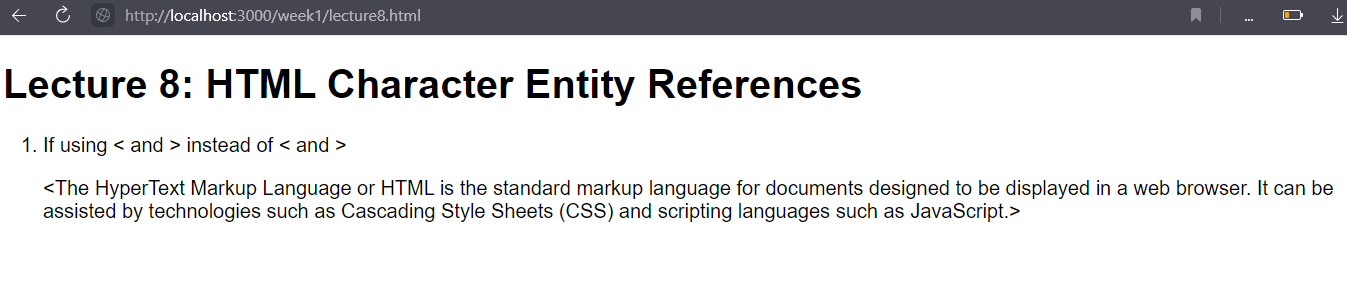 http://localhost:3000/week1/lecture8.html
...
Lecture 8: HTML Character Entity References
1. If using < and > instead of < and >
<The HyperText Markup Language or HTML is the standard markup language for documents designed to be displayed in a web browser. It can be
assisted by technologies such as Cascading Style Sheets (CSS) and scripting languages such as JavaScript.>